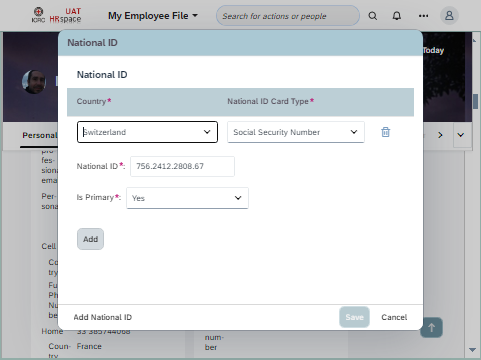 ICRC
UAT
HRspace
My Employee File
Search for actions or people
Today
National ID
National ID
Country*
National ID Card Type*
Switzerland
Social Security Number
National ID*:
756.2412.2808.67
Is Primary*:
Yes
Add
Add National ID
Save
Cancel
Personal
fes-
sona
ema
Per-
sona
Cell
Co
try
Fu
Ph
Nu
be
Home
33 385744068
Coun-
try
France
num-
ber